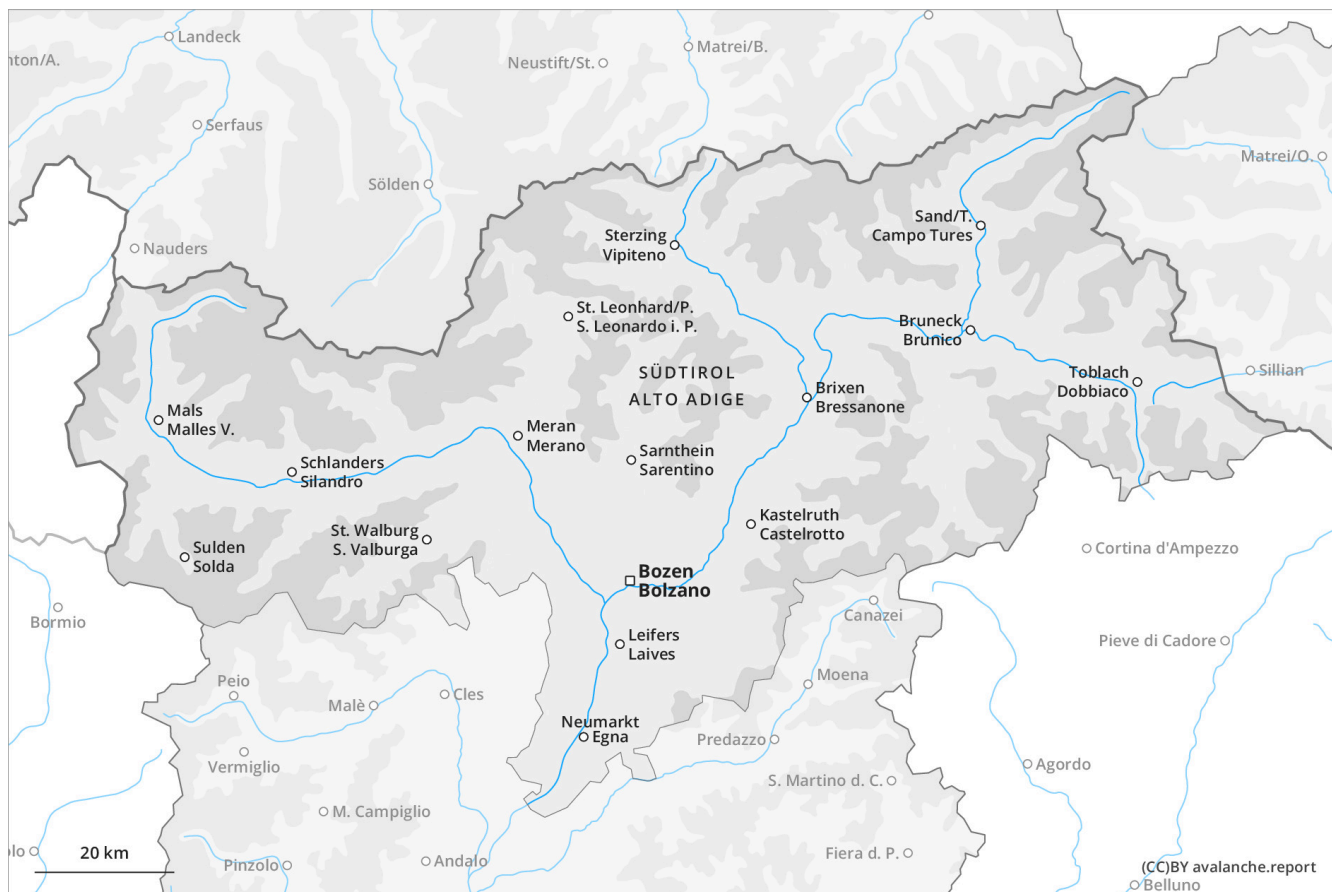 Landeck
nton/A.
Matrei/B.
Neustift/St.
Serfaus
Matrei/O.
Sölden
Nauders
Sand/T.
Campo Tures
Sterzing
Vipiteno
St. Leonhard/P.
S. Leonardo i. P.
Bruneck
Brunico
SÜDTIROL
ALTO ADIGE
Toblach
Dobbiaco
Sillian
Brixen
Bressanone
Mals
Malles V.
Meran
Merano
Sarnthein
Sarentino
Schlanders
Silandro
Kastelruth
Castelrotto
St. Walburg
S. Valburga
Sulden
Solda
Cortina d'Ampezzo
Bozen
Bolzano
Bormio
Canazei
Leifers
Laives
Pieve di Cadore
Peio
Moena
Malè
Cles
Neumarkt
Egna
Predazzo
Vermiglio
Agordo
S. Martino d. C.
M. Campiglio
20 km
olo
Pinzolo
Andalo
Fiera d. P.
(CC)BY avalanche.report
Belluno